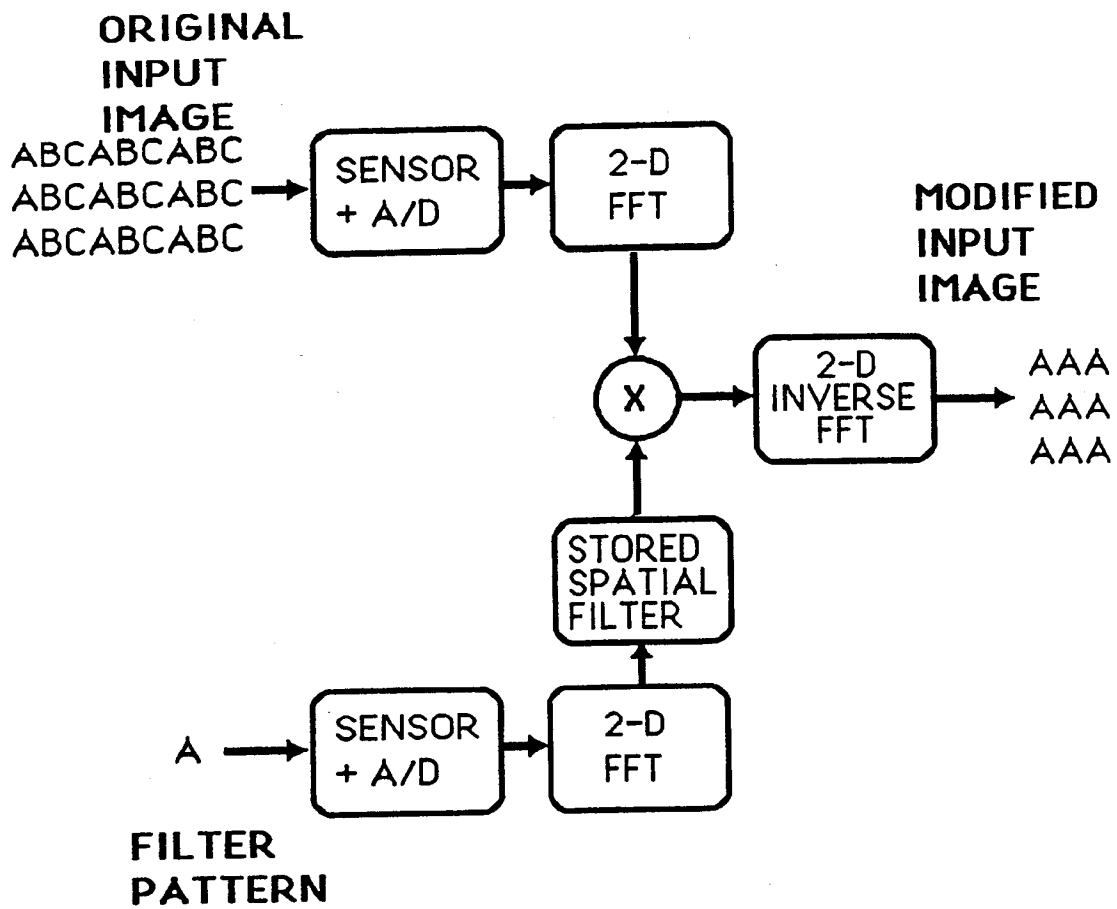 ORIGINAL
INPUT
IMAGE
ABCABCABC
ABCABCABC
ABCABCABC
SENSOR
+ A/D
2-D
FFT
MODIFIED
INPUT
IMAGE
X
2-D
INVERSE
FFT
AAA
AAA
AAA
STORED
SPATIAL
FILTER
A
SENSOR
+ A/D
2-D
FFT
FILTER
PATTERN